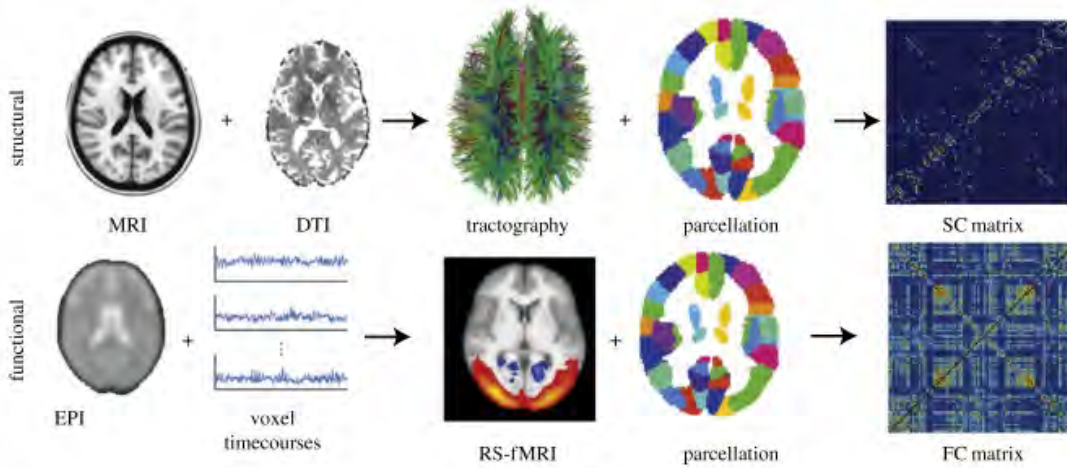 structural
+
+
MRI
DTI
tractography
parcellation
SC matrix
functional
+
⋮
+
EPI
voxel
timecourses
RS-fMRI
parcellation
FC matrix